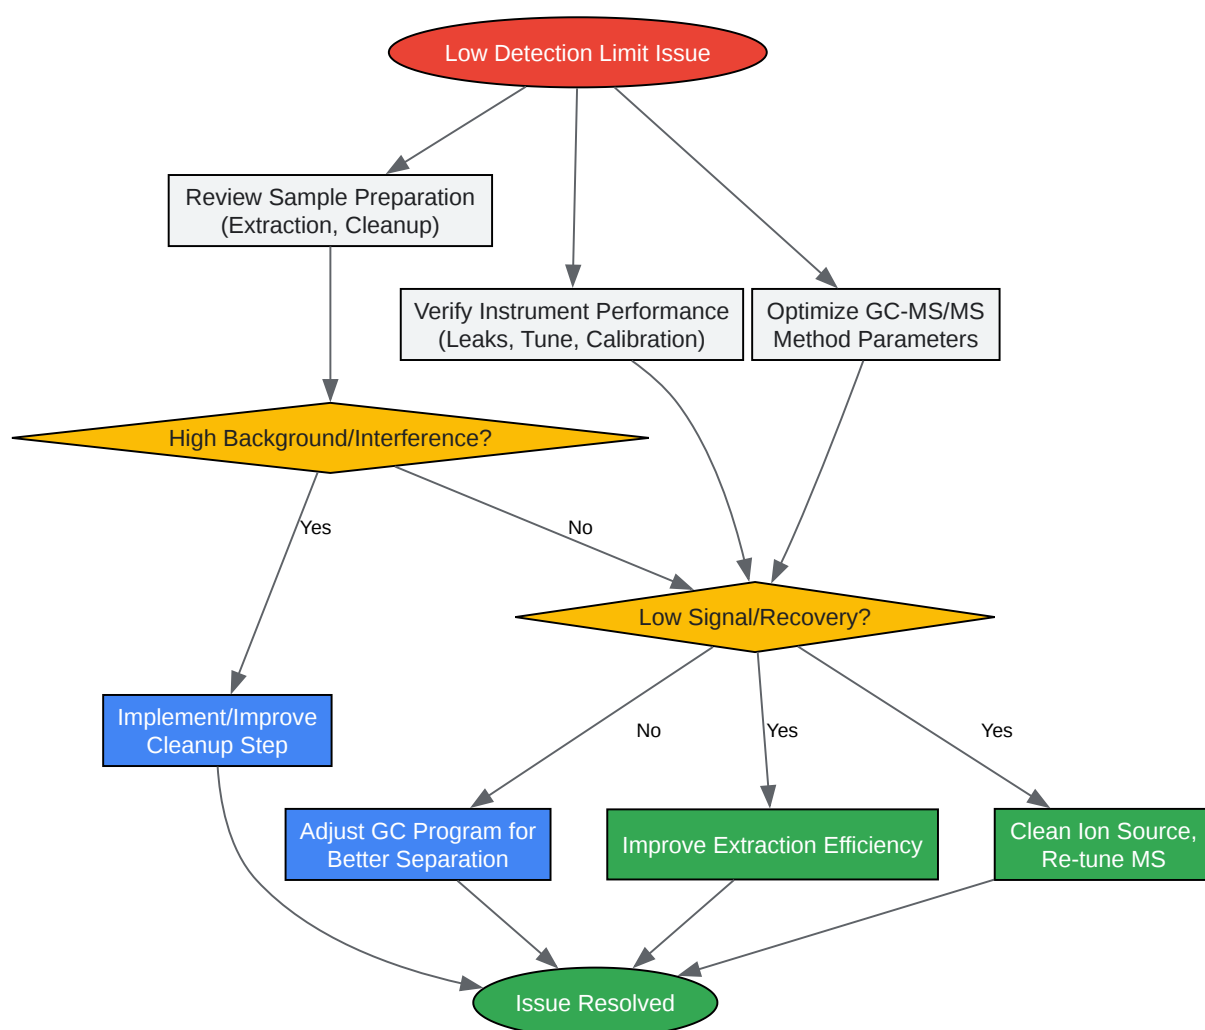 Low Detection Limit Issue
Review Sample Preparation
(Extraction, Cleanup)
Verify Instrument Performance
(Leaks, Tune, Calibration)
Optimize GC-MS/MS
Method Parameters
High Background/Interference?
Yes
No
Low Signal/Recovery?
Implement/Improve
Cleanup Step
No
Yes
Yes
Adjust GC Program for
Better Separation
Improve Extraction Efficiency
Clean Ion Source,
Re-tune MS
Issue Resolved